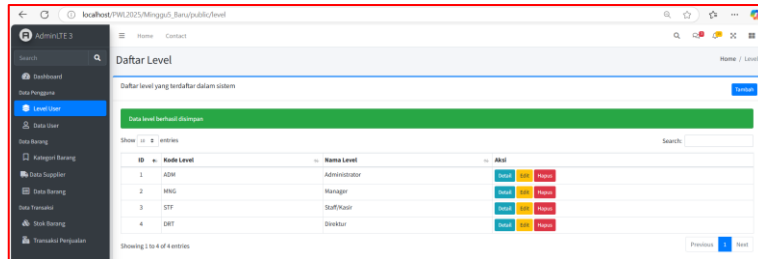 localhost/PWL2025/Minggu5_Baru/public/level
AdminLTE 3
Home Contact
Search
Daftar Level
Home / Level
Dashboard
Data Pengguna
Level User
Data User
Data Barang
Kategori Barang
Data Supplier
Data Barang
Data Transaksi
Stok Barang
Transaksi Penjualan
Daftar level yang terdaftar dalam sistem
Tambah
Data level berhasil disimpan
Show 10 entries
Search:
ID Kode Level Nama Level Aksi
1 ADM Administrator Detail Edit Hapus
2 MNG Manager Detail Edit Hapus
3 STF Staff/Kasir Detail Edit Hapus
4 DRT Direktur Detail Edit Hapus
Showing 1 to 4 of 4 entries
Previous 1 Next